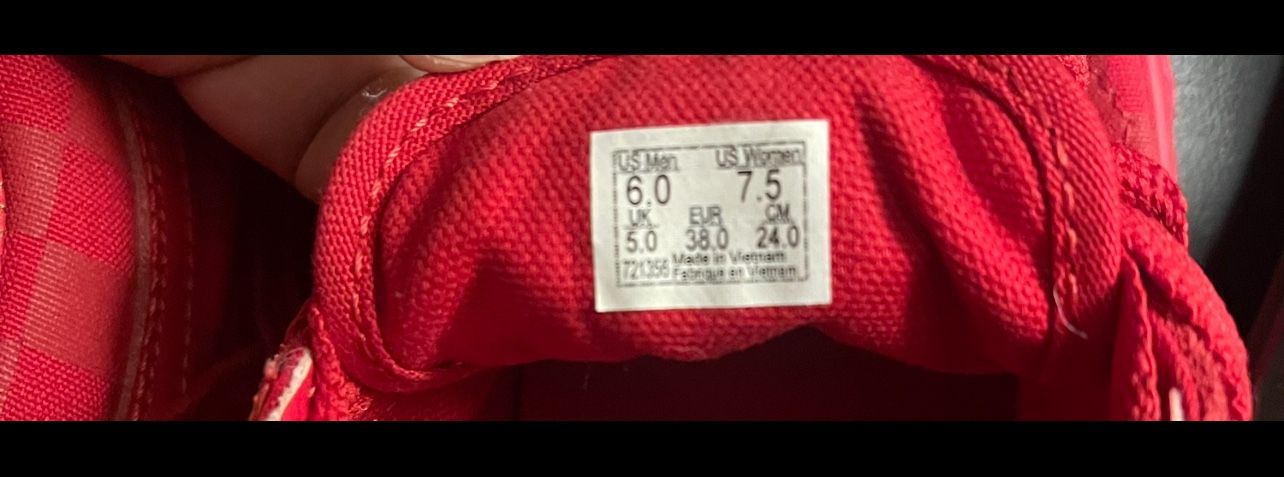 US Men US Women
6.0 7.5
UK EUR CM
5.0 38.0 24.0
721356 Made in Vietnam
Fabriqué en Vietnam